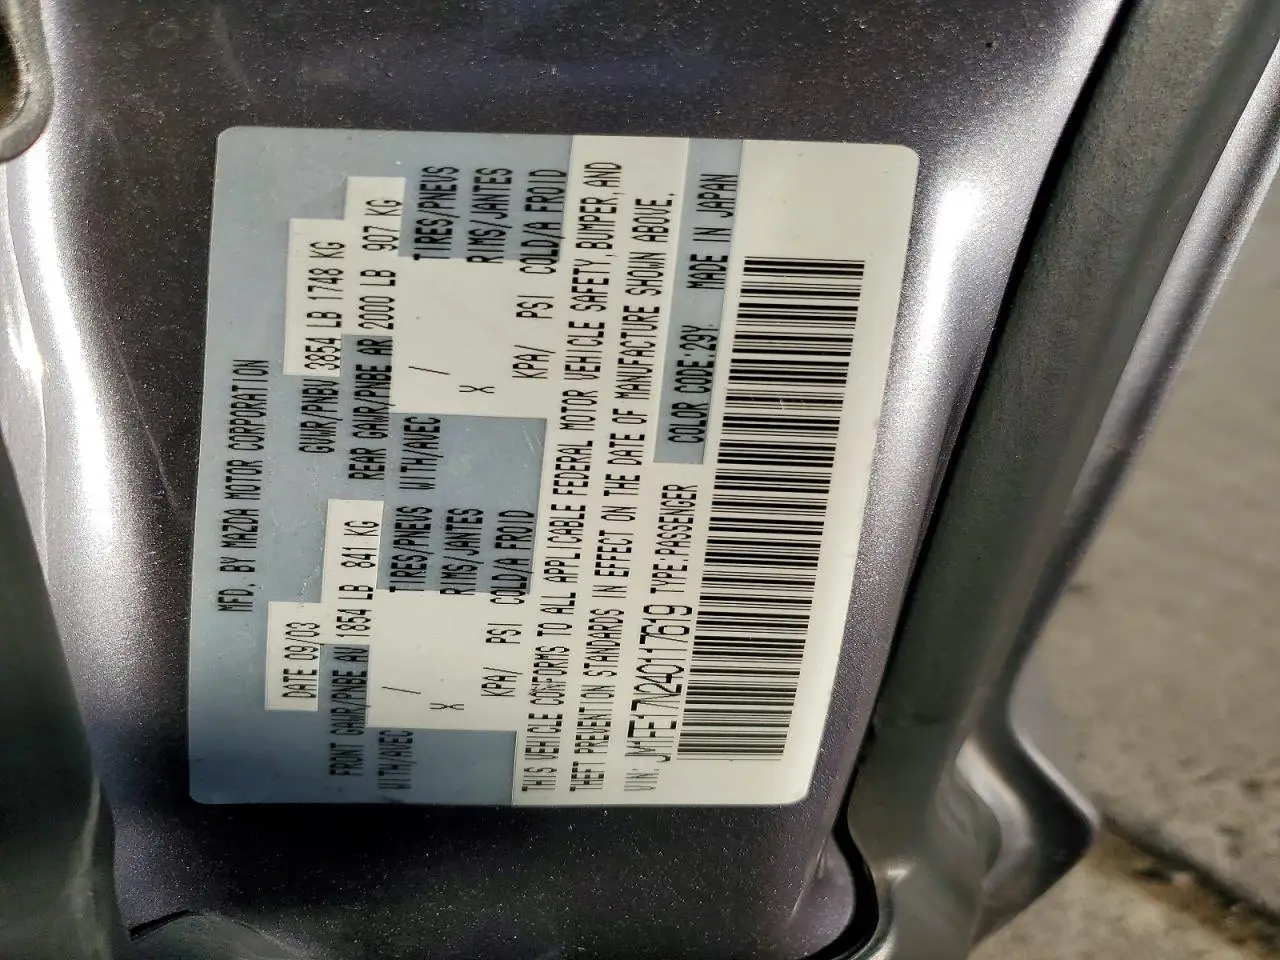 MFD. BY MAZDA MOTOR CORPORATION
DATE 09/03 GVWR/PNBV 3854 LB 1748 KG
FRONT GAWR/PNBE AV 1854 LB 841 KG REAR GAWR/PNBE AR 2000 LB 907 KG
WITH/AVEC / TIRES/PNEUS WITH/AVEC / TIRES/PNEUS
X RIMS/JANTES X RIMS/JANTES
KPA/ PSI COLD/A FROID KPA/ PSI COLD/A FROID
THIS VEHICLE CONFORMS TO ALL APPLICABLE FEDERAL MOTOR VEHICLE SAFETY, BUMPER, AND
THEFT PREVENTION STANDARDS IN EFFECT ON THE DATE OF MANUFACTURE SHOWN ABOVE.
VIN: JM1FE17N240117619 TYPE:PASSENGER
COLOR CODE:29Y. MADE IN JAPAN